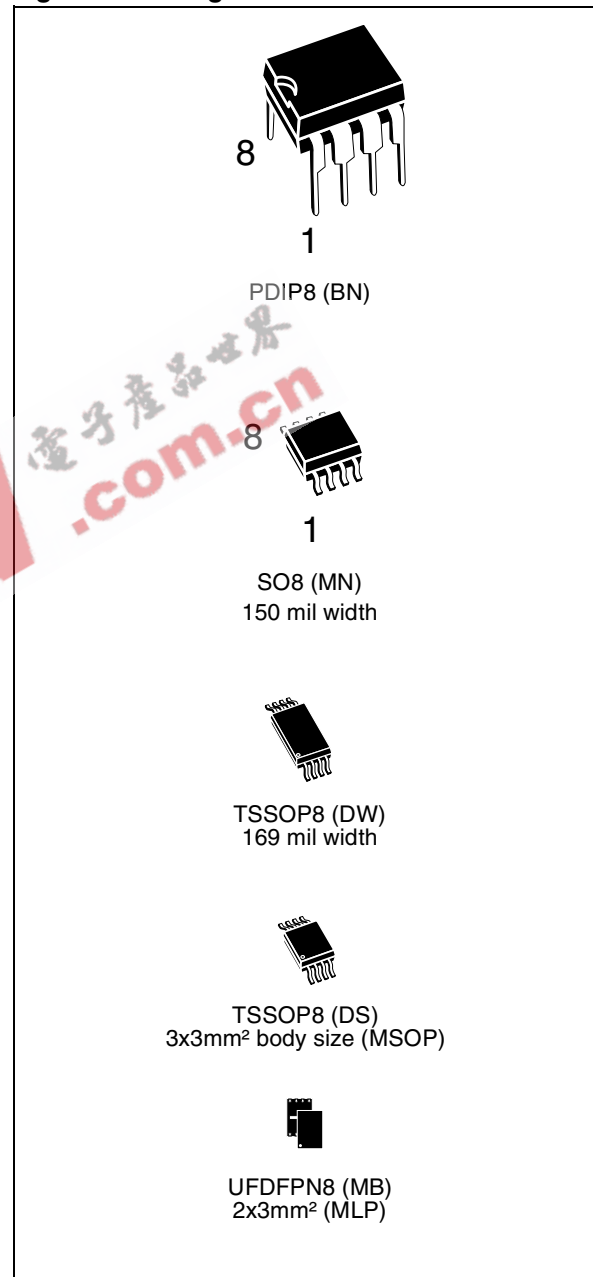 8
1
PDIP8 (BN)
電子產品世界
.com.cn
8
1
SO8 (MN)
150 mil width
TSSOP8 (DW)
169 mil width
TSSOP8 (DS)
3x3mm² body size (MSOP)
UFDFPN8 (MB)
2x3mm² (MLP)